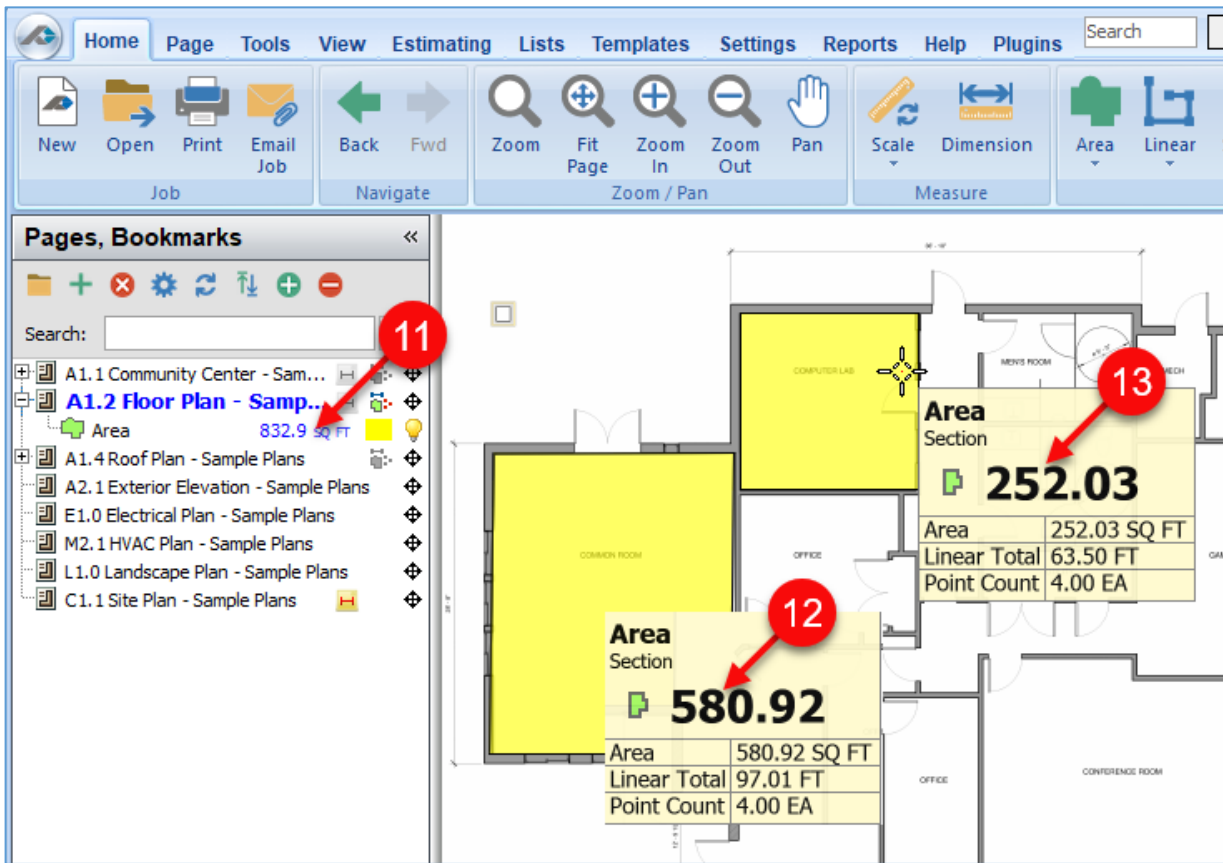 Home Page Tools View Estimating Lists Templates Settings Reports Help Plugins Search
New Open Print Email Job Back Fwd Zoom Fit Page Zoom In Zoom Out Pan Scale Dimension Area Linear
Job Navigate Zoom / Pan Measure
Pages, Bookmarks «
Search:
11
A1.1 Community Center - Sam...
A1.2 Floor Plan - Samp...
Area 832.9 SQ FT
A1.4 Roof Plan - Sample Plans
A2.1 Exterior Elevation - Sample Plans
E1.0 Electrical Plan - Sample Plans
M2.1 HVAC Plan - Sample Plans
L1.0 Landscape Plan - Sample Plans
C1.1 Site Plan - Sample Plans
COMPUTER LAB
MEN'S ROOM
MECH
13
Area
Section
252.03
Area 252.03 SQ FT
Linear Total 63.50 FT
Point Count 4.00 EA
COMMON ROOM
OFFICE
12
Area
Section
580.92
Area 580.92 SQ FT
Linear Total 97.01 FT
Point Count 4.00 EA
OFFICE
CONFERENCE ROOM